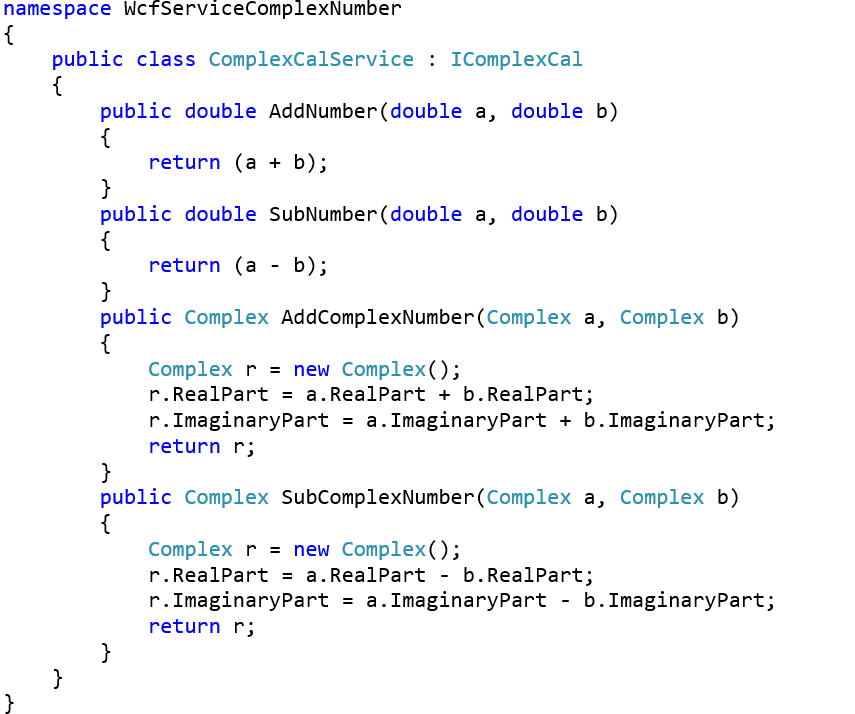 namespace WcfServiceComplexNumber
{
    public class ComplexCalService : IComplexCal
    {
        public double AddNumber(double a, double b)
        {
            return (a + b);
        }
        public double SubNumber(double a, double b)
        {
            return (a - b);
        }
        public Complex AddComplexNumber(Complex a, Complex b)
        {
            Complex r = new Complex();
            r.RealPart = a.RealPart + b.RealPart;
            r.ImaginaryPart = a.ImaginaryPart + b.ImaginaryPart;
            return r;
        }
        public Complex SubComplexNumber(Complex a, Complex b)
        {
            Complex r = new Complex();
            r.RealPart = a.RealPart - b.RealPart;
            r.ImaginaryPart = a.ImaginaryPart - b.ImaginaryPart;
            return r;
        }
    }
}